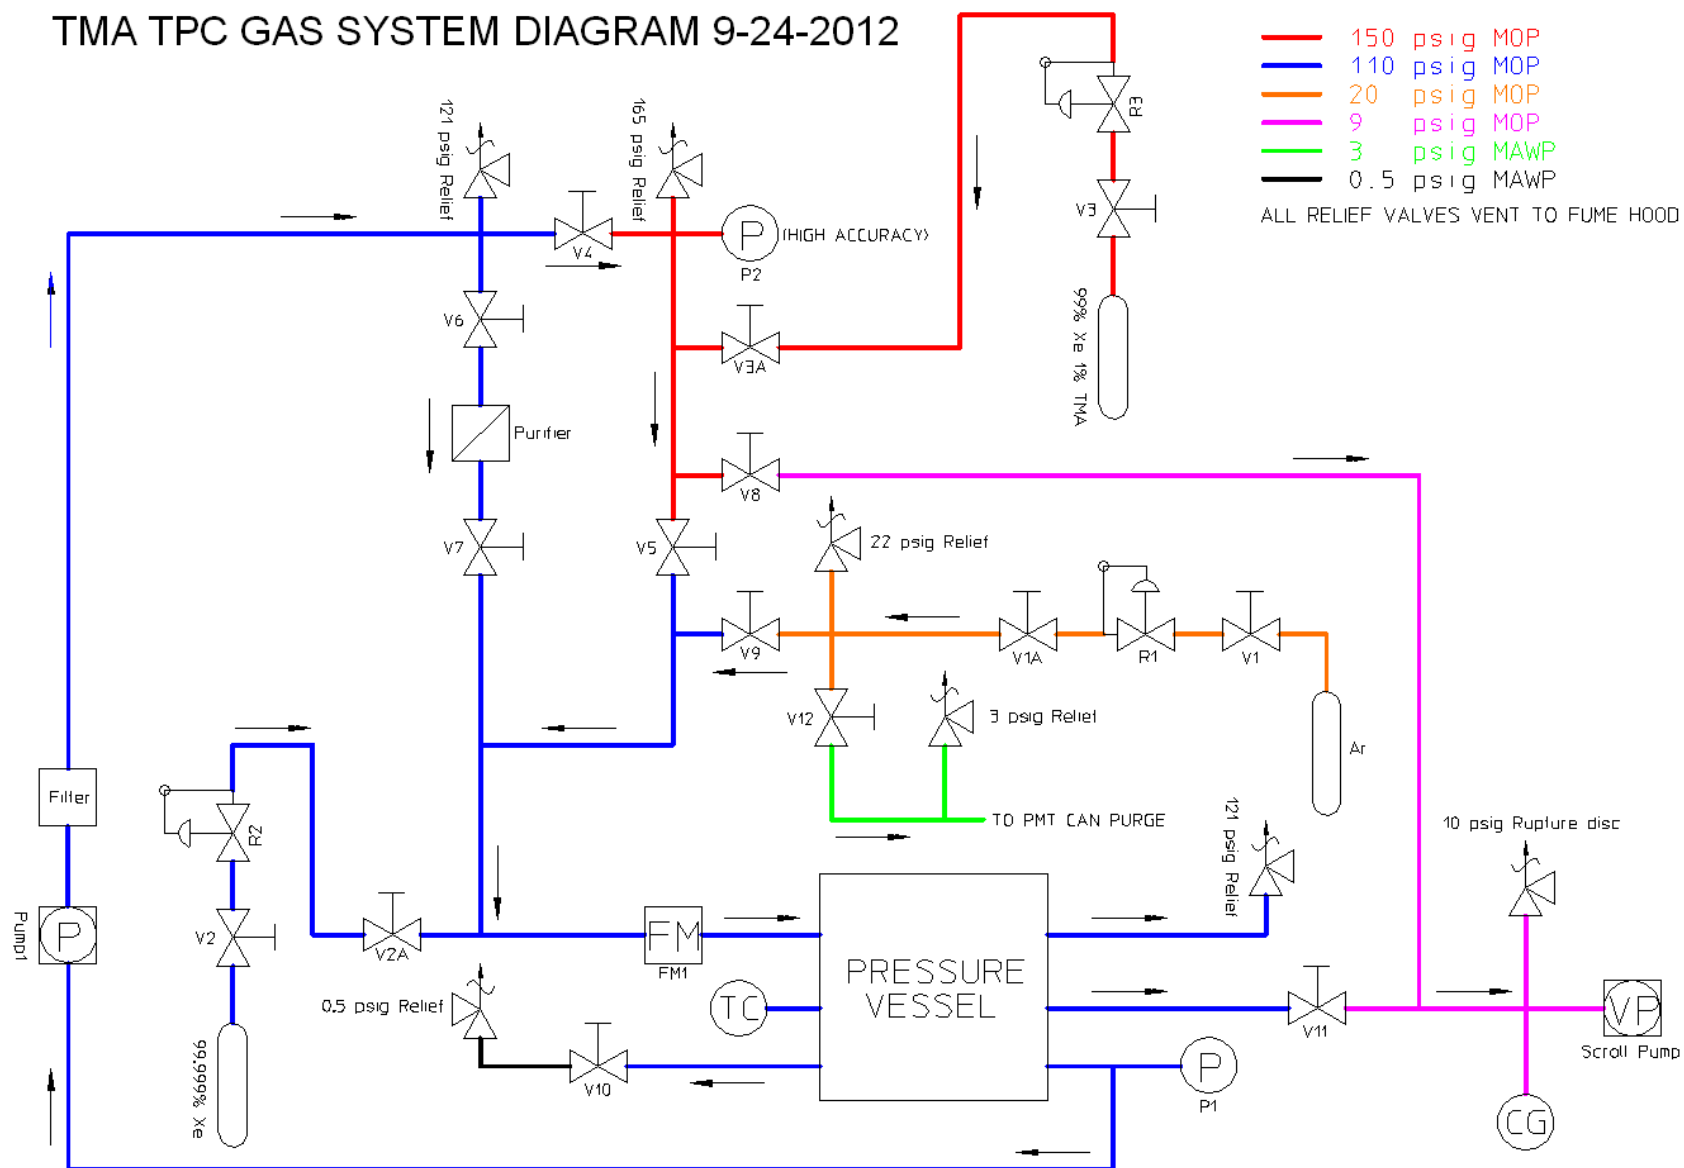 TMA TPC GAS SYSTEM DIAGRAM 9-24-2012
150 psig MOP
110 psig MOP
20 psig MOP
9 psig MOP
3 psig MAWP
0.5 psig MAWP
ALL RELIEF VALVES VENT TO FUME HOOD
121 psig Relief
165 psig Relief
R3
V3
99% Xe 1% TMA
V4
P
(HIGH ACCURACY)
P2
V6
V3A
Purifier
V8
V7
V5
22 psig Relief
V9
V1A
R1
V1
V12
3 psig Relief
Ar
Filter
R2
TO PMT CAN PURGE
121 psig Relief
10 psig Rupture disc
P
Pump1
V2
V2A
FM
FM1
PRESSURE
VESSEL
TC
0.5 psig Relief
V10
99.999% Xe
V11
VP
Scroll Pump
P
P1
CG